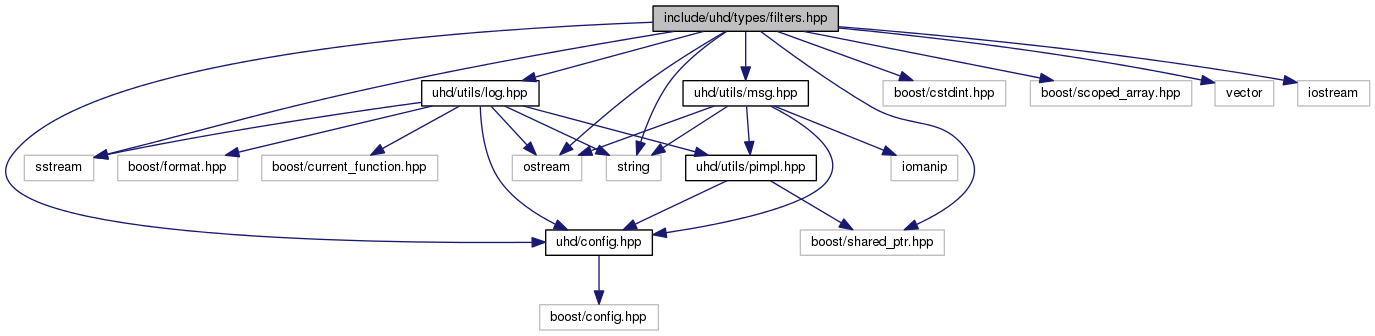 include/uhd/types/filters.hpp
uhd/utils/log.hpp
uhd/utils/msg.hpp
boost/cstdint.hpp
boost/scoped_array.hpp
vector
iostream
sstream
boost/format.hpp
boost/current_function.hpp
ostream
string
uhd/utils/pimpl.hpp
iomanip
uhd/config.hpp
boost/shared_ptr.hpp
boost/config.hpp